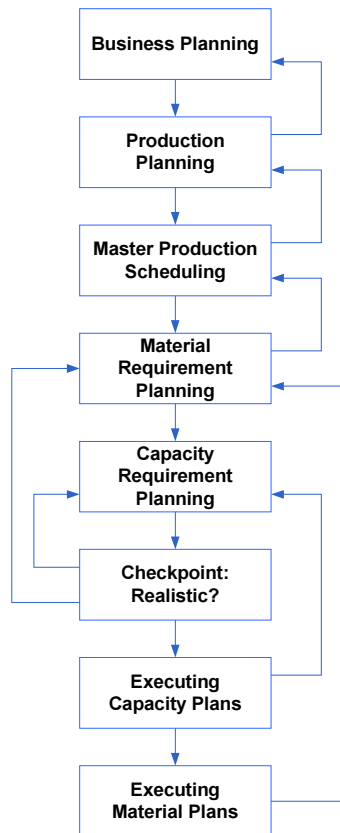 Business Planning
Production
Planning
Master Production
Scheduling
Material
Requirement
Planning
Capacity
Requirement
Planning
Checkpoint:
Realistic?
Executing
Capacity Plans
Executing
Material Plans